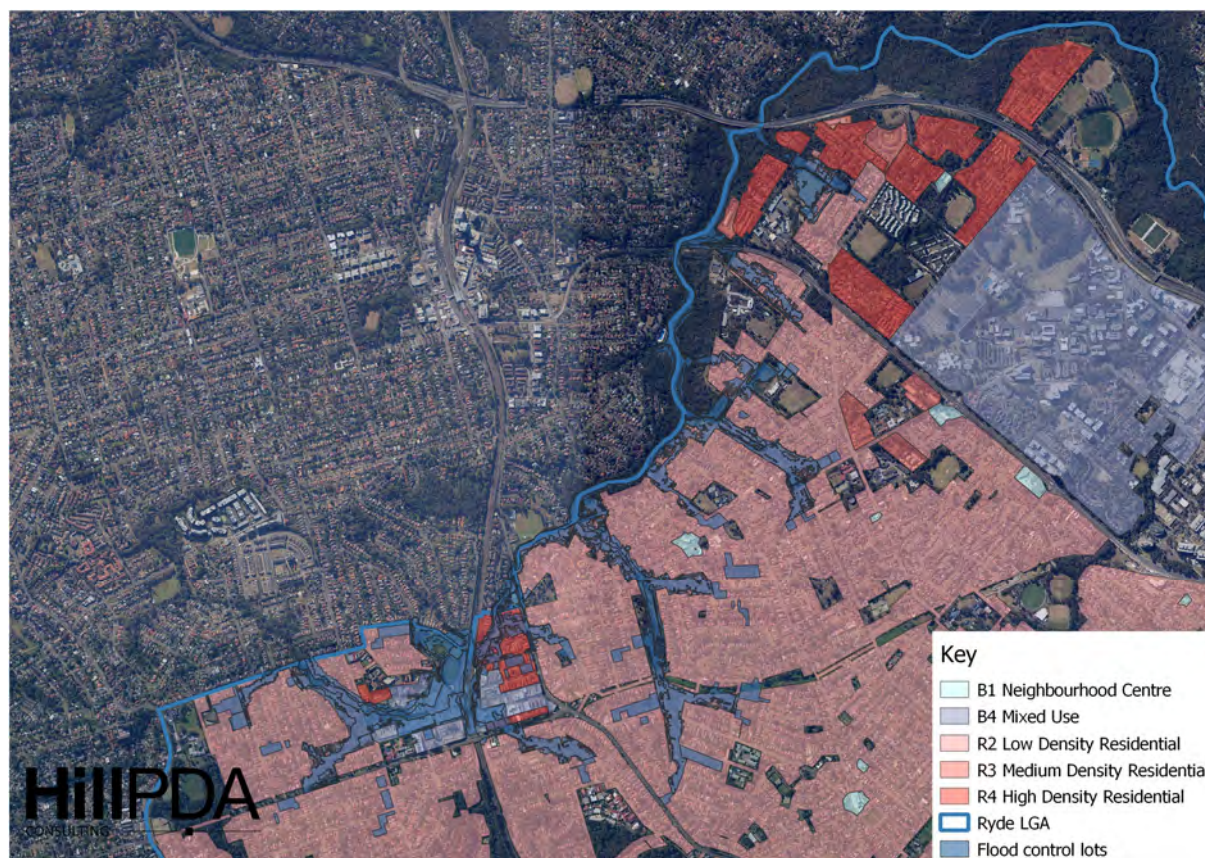 Key
B1 Neighbourhood Centre
B4 Mixed Use
R2 Low Density Residential
R3 Medium Density Residential
R4 High Density Residential
Ryde LGA
Flood control lots
HillPDA
CONSULTING